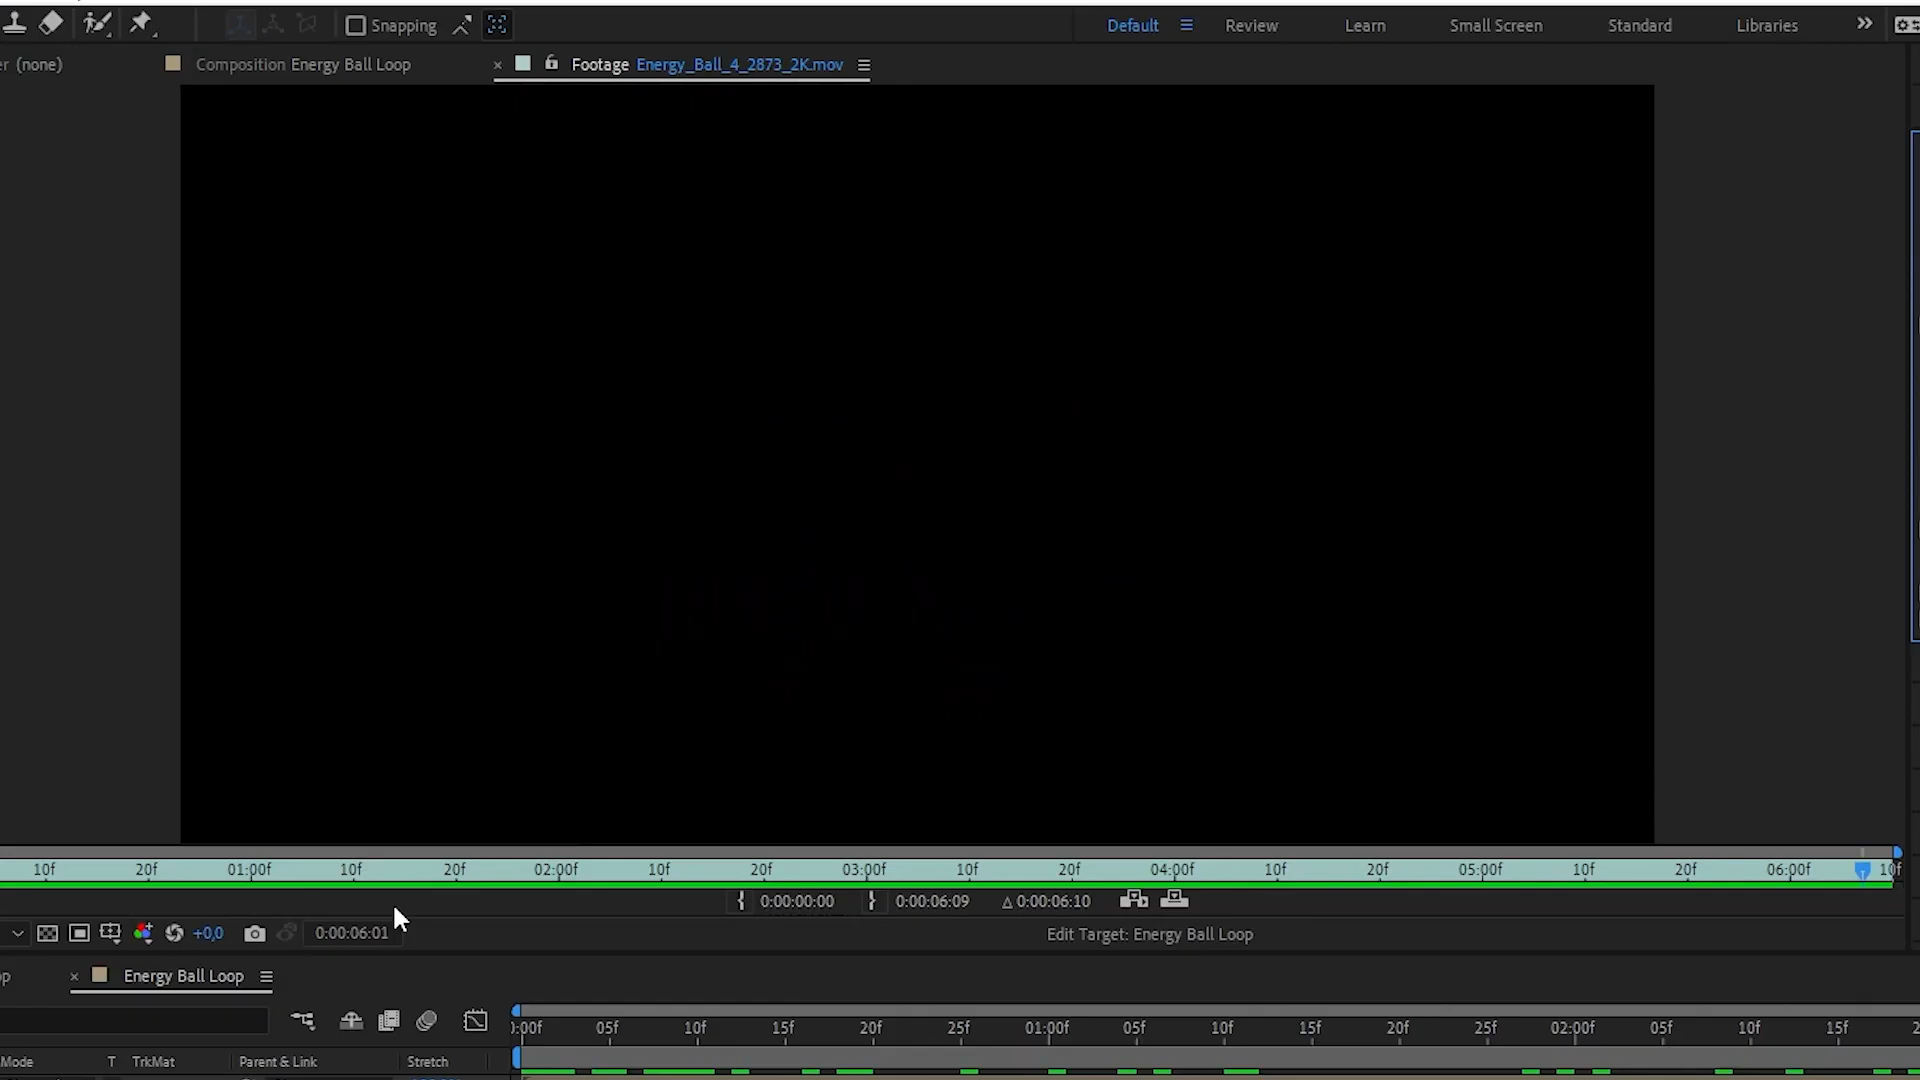 Snapping Default Review Learn Small Screen Standard Libraries
r (none) Composition Energy Ball Loop Footage Energy_Ball_4_2873_2K.mov
10f 20f 01:00f 10f 20f 02:00f 10f 20f 03:00f 10f 20f 04:00f 10f 20f 05:00f 10f 20f 06:00f 10f
0:00:00:00 0:00:06:09 Δ 0:00:06:10
+0,0 0:00:06:01 Edit Target: Energy Ball Loop
op Energy Ball Loop
0:00f 05f 10f 15f 20f 25f 01:00f 05f 10f 15f 20f 25f 02:00f 05f 10f 15f 2
Mode T TrkMat Parent & Link Stretch